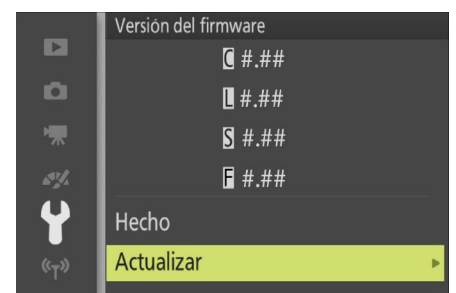 Versión del firmware
C #.##
L #.##
S #.##
F #.##
Hecho
Actualizar